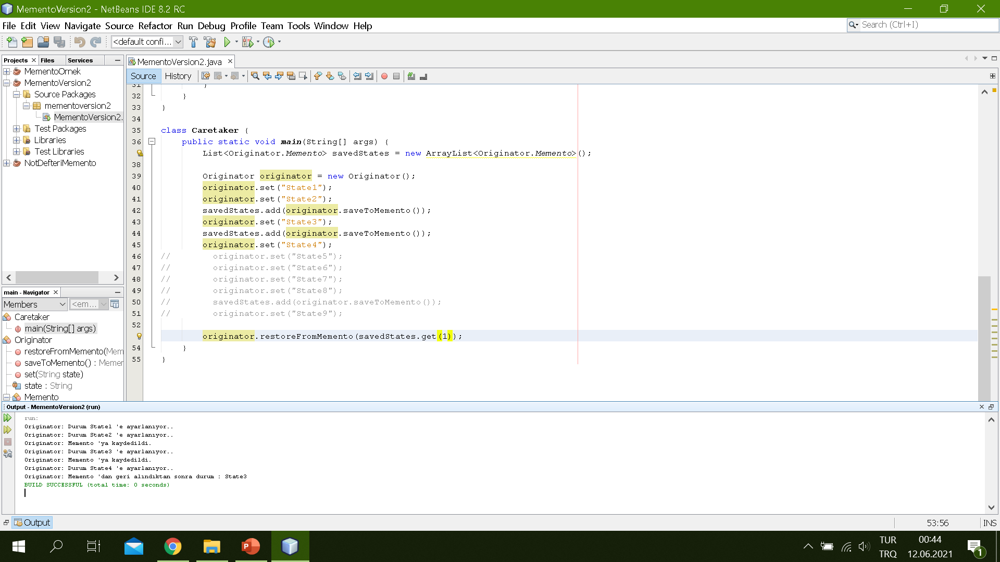 MementoVersion2 - NetBeans IDE 8.2 RC
File Edit View Navigate Source Refactor Run Debug Profile Team Tools Window Help
Search (Ctrl+I)
<default confi...
Projects Files Services
MementoOrnek
MementoVersion2
Source Packages
mementoversion2
MementoVersion2.
Test Packages
Libraries
Test Libraries
NotDefteriMemento
main - Navigator
Members <em...
Caretaker
main(String[] args)
Originator
restoreFromMemento(Mem
saveToMemento() : Memen
set(String state)
state : String
Memento
MementoVersion2.java
Source History
31 }
32 }
33 }
34
35 class Caretaker {
36 public static void main(String[] args) {
List<Originator.Memento> savedStates = new ArrayList<Originator.Memento>();
38
39 Originator originator = new Originator();
40 originator.set("State1");
41 originator.set("State2");
42 savedStates.add(originator.saveToMemento());
43 originator.set("State3");
44 savedStates.add(originator.saveToMemento());
45 originator.set("State4");
46 // originator.set("State5");
47 // originator.set("State6");
48 // originator.set("State7");
49 // originator.set("State8");
50 // savedStates.add(originator.saveToMemento());
51 // originator.set("State9");
52
originator.restoreFromMemento(savedStates.get(1));
54 }
55 }
Output - MementoVersion2 (run)
run:
Originator: Durum State1 'e ayarlanıyor..
Originator: Durum State2 'e ayarlanıyor..
Originator: Memento 'ya kaydedildi.
Originator: Durum State3 'e ayarlanıyor..
Originator: Memento 'ya kaydedildi.
Originator: Durum State4 'e ayarlanıyor..
Originator: Memento 'dan geri alındıktan sonra durum : State3
BUILD SUCCESSFUL (total time: 0 seconds)
Output
53:56 INS
TUR 00:44
TRQ 12.06.2021
1